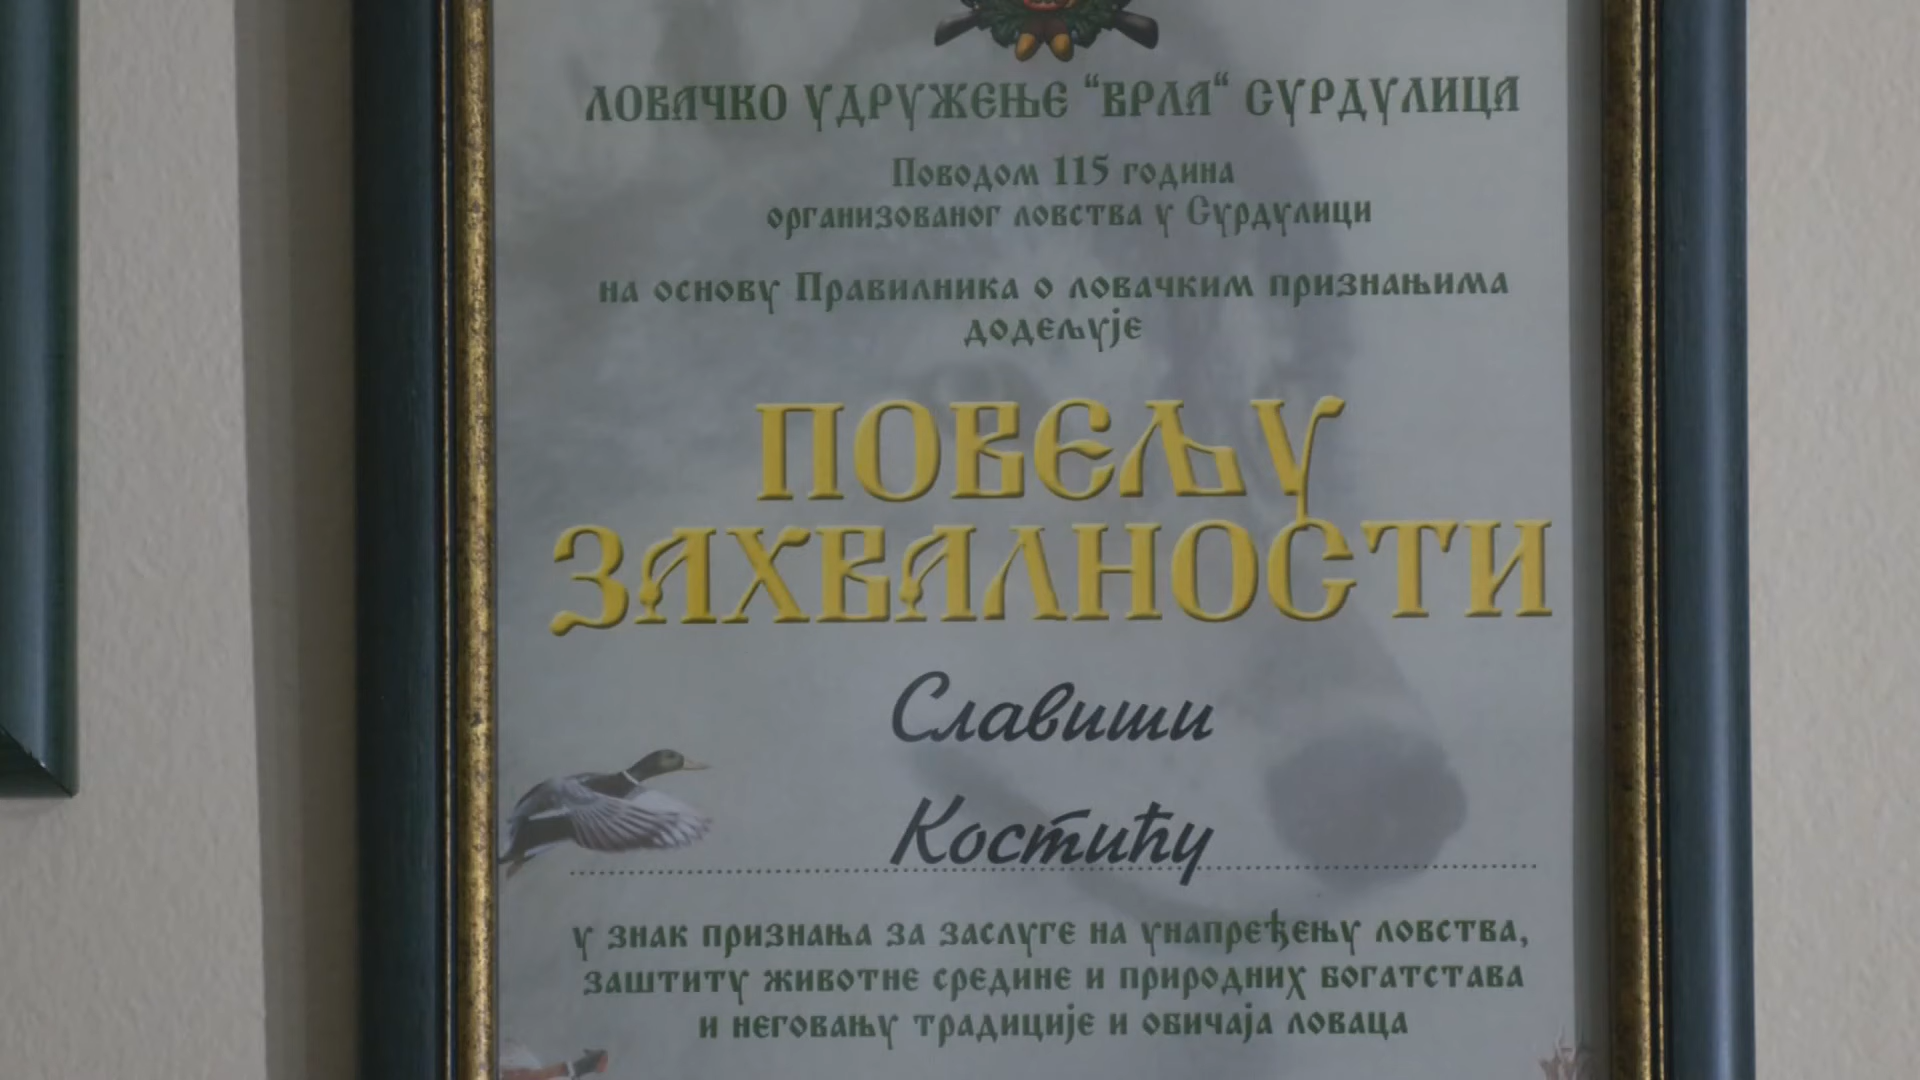 ЛОВАЧКО УДРУЖЕЊЕ “ВРЛА“ СУРДУЛИЦА
Поводом 115 година
организованог ловства у Сурдулици
на основу Правилника о ловачким признањима
додељује
ПОВЕЉУ
ЗАХВАЛНОСТИ
Славиши
Костићу
у знак признања за заслуге на унапређењу ловства,
заштиту животне средине и природних богатстава
и неговању традиције и обичаја ловаца